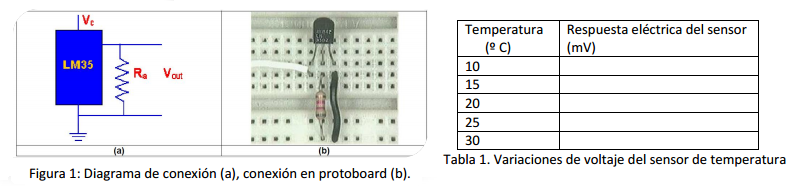 Vc
LM35
Ra
Vout
(a)
(b)
Figura 1: Diagrama de conexión (a), conexión en protoboard (b).
Temperatura
(º C)
Respuesta eléctrica del sensor
(mV)
10
15
20
25
30
Tabla 1. Variaciones de voltaje del sensor de temperatura